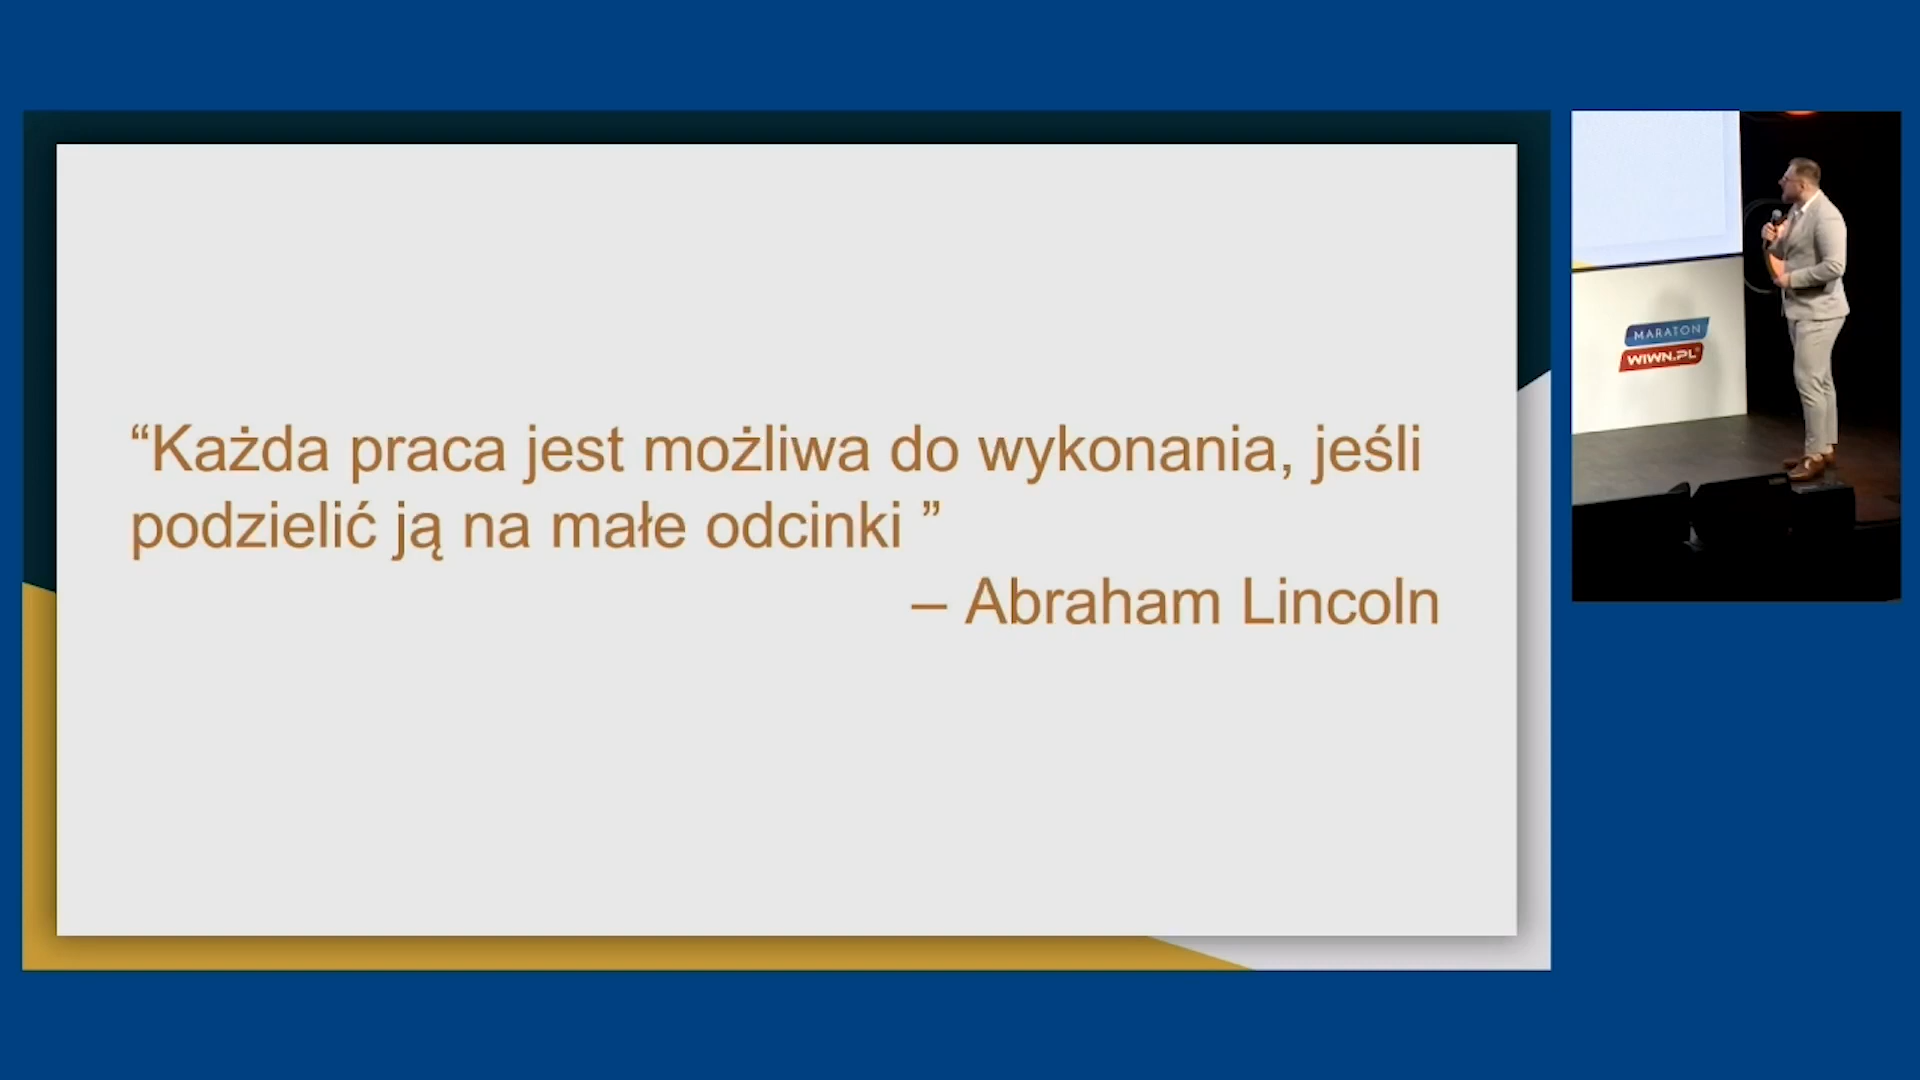 “Każda praca jest możliwa do wykonania, jeśli
podzielić ją na małe odcinki ”
– Abraham Lincoln
MARATON
WIWN.PL